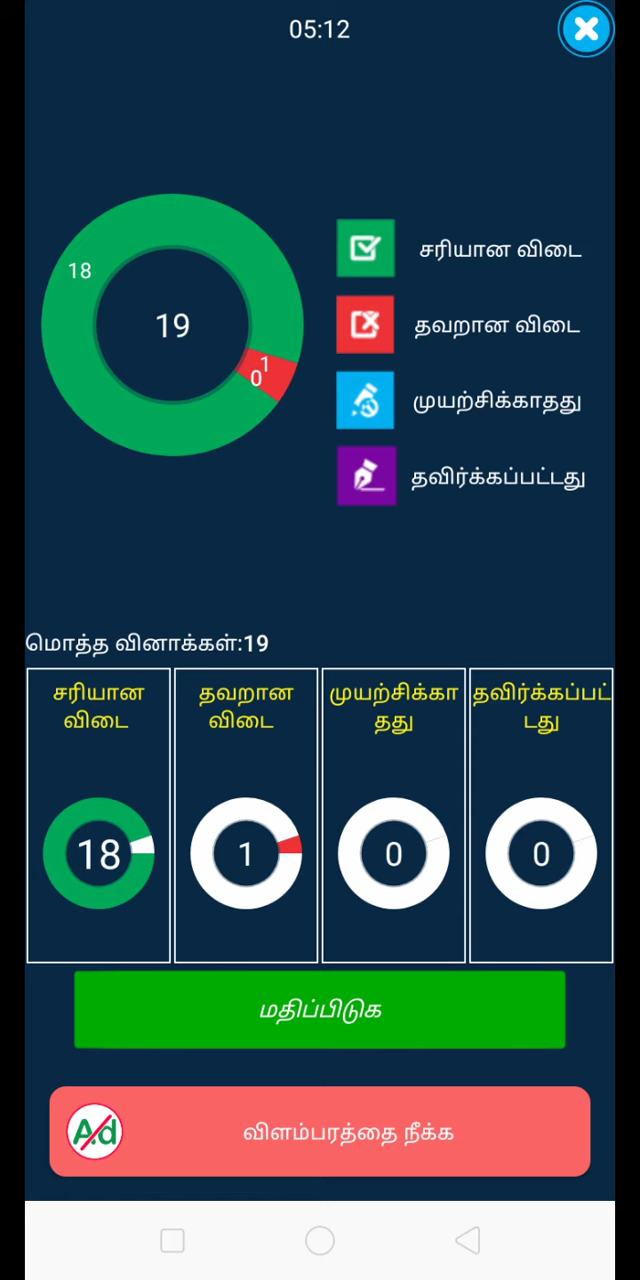 05:12
18
19
1
0
சரியான விடை
தவறான விடை
முயற்சிக்காதது
தவிர்க்கப்பட்டது
மொத்த வினாக்கள்:19
சரியான
விடை
தவறான
விடை
முயற்சிக்கா
தது
தவிர்க்கப்பட்
டது
18
1
0
0
மதிப்பிடுக
Ad
விளம்பரத்தை நீக்க